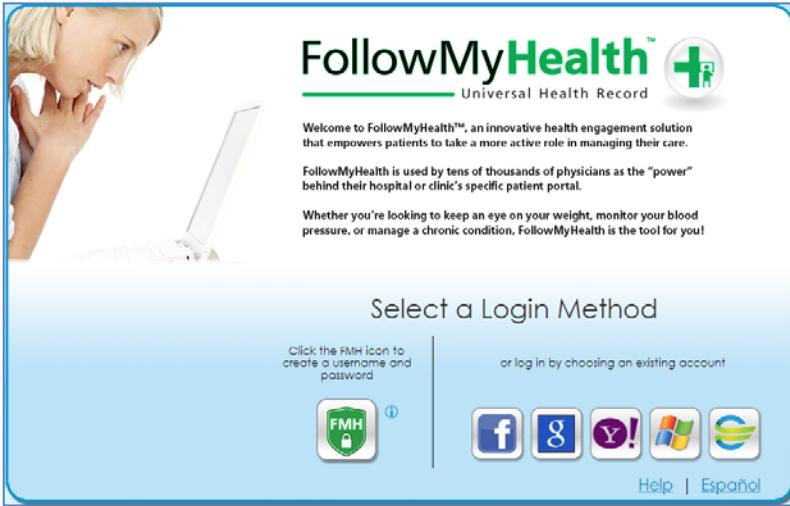 FollowMyHealth™
Universal Health Record
Welcome to FollowMyHealth™, an innovative health engagement solution
that empowers patients to take a more active role in managing their care.
FollowMyHealth is used by tens of thousands of physicians as the “power”
behind their hospital or clinic’s specific patient portal.
Whether you’re looking to keep an eye on your weight, monitor your blood
pressure, or manage a chronic condition, FollowMyHealth is the tool for you!
Select a Login Method
Click the FMH icon to
create a username and
password
or log in by choosing an existing account
FMH
i
f
g
Y!
Help | Español